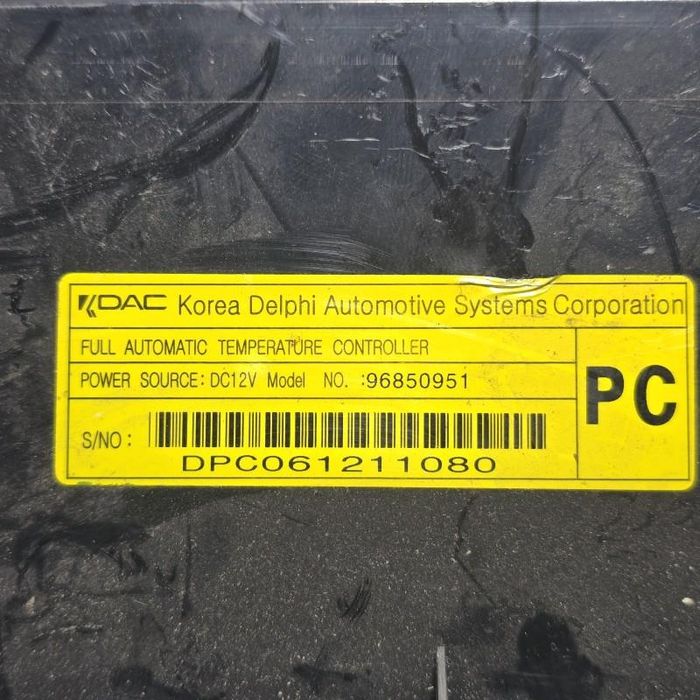 KDAC Korea Delphi Automotive Systems Corporation
FULL AUTOMATIC TEMPERATURE CONTROLLER
POWER SOURCE: DC12V Model NO. :96850951
PC
S/NO :
DPC061211080